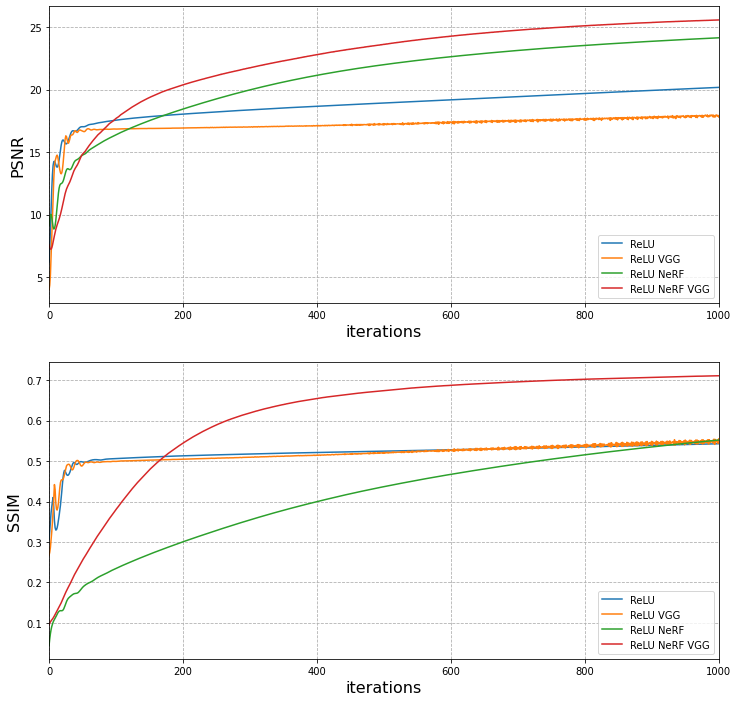 25
20
15
10
5
PSNR
0 200 400 600 800 1000
iterations
ReLU
ReLU VGG
ReLU NeRF
ReLU NeRF VGG
0.7
0.6
0.5
0.4
0.3
0.2
0.1
SSIM
0 200 400 600 800 1000
iterations
ReLU
ReLU VGG
ReLU NeRF
ReLU NeRF VGG